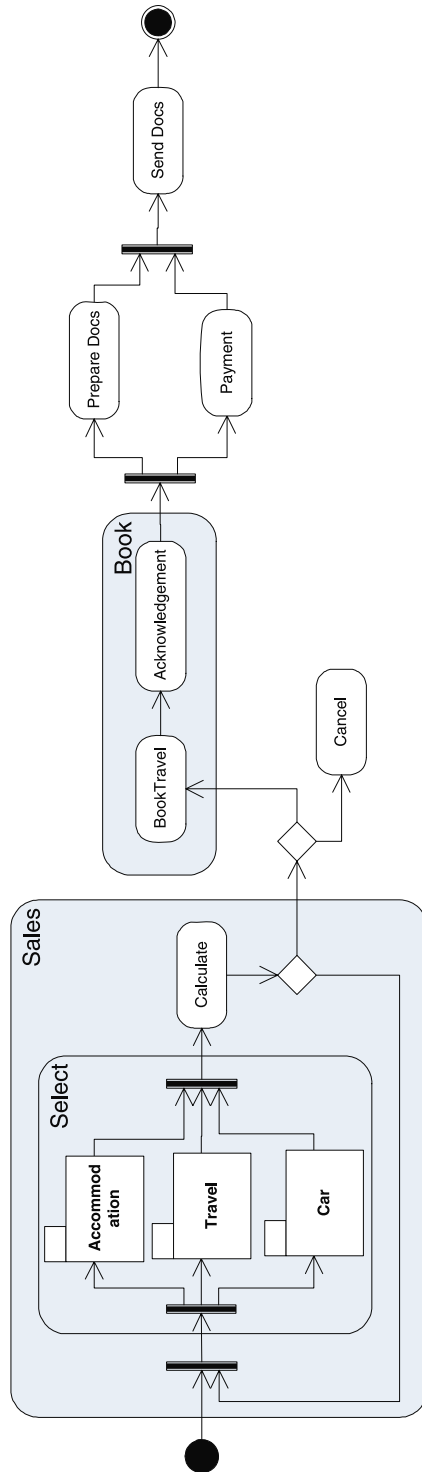 Sales
Select
Accommod
ation
Travel
Car
Calculate
Book
BookTravel
Acknowledgement
Cancel
Prepare Docs
Payment
Send Docs